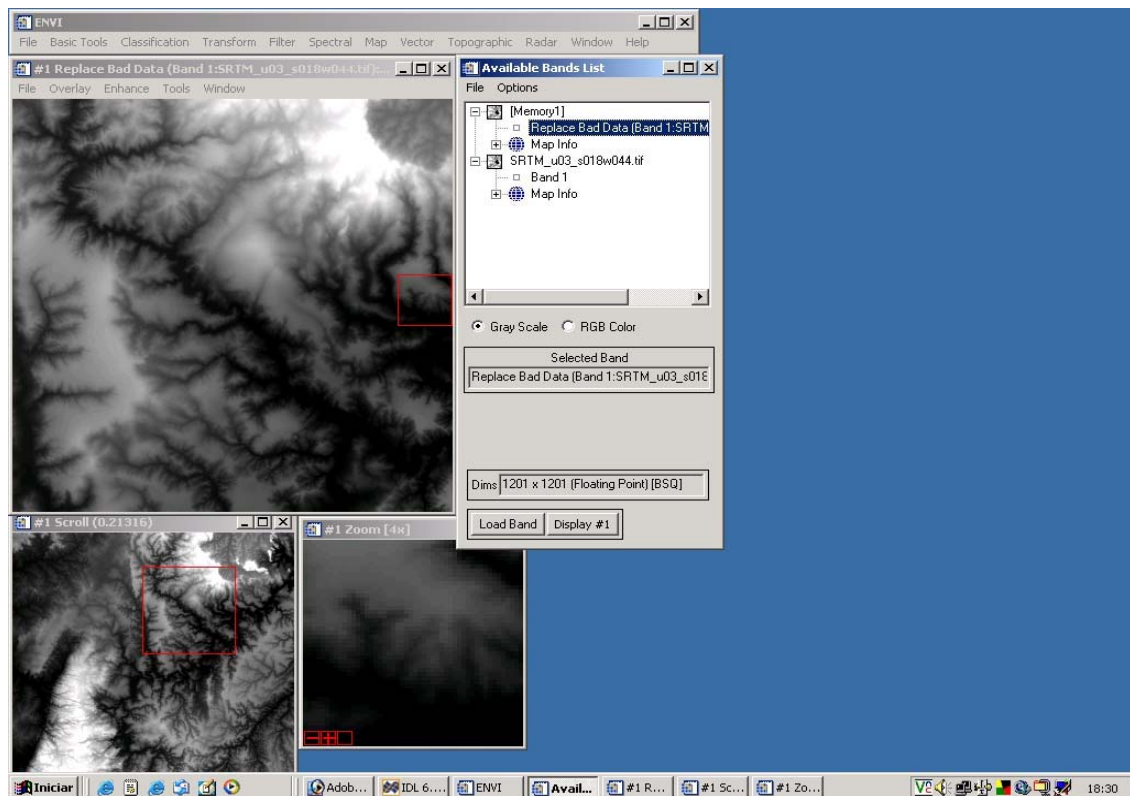 ENVI
File Basic Tools Classification Transform Filter Spectral Map Vector Topographic Radar Window Help
#1 Replace Bad Data (Band 1:SRTM_u03_s018w044.tif):...
File Overlay Enhance Tools Window
Available Bands List
File Options
[Memory1]
Replace Bad Data (Band 1:SRTM
Map Info
SRTM_u03_s018w044.tif
Band 1
Map Info
Gray Scale RGB Color
Selected Band
Replace Bad Data (Band 1:SRTM_u03_s018
Dims 1201 x 1201 (Floating Point) [BSQ]
Load Band Display #1
#1 Scroll (0.21316)
#1 Zoom [4x]
Iniciar Adob... IDL 6.... ENVI Avail... #1 R... #1 Sc... #1 Zo... 18:30